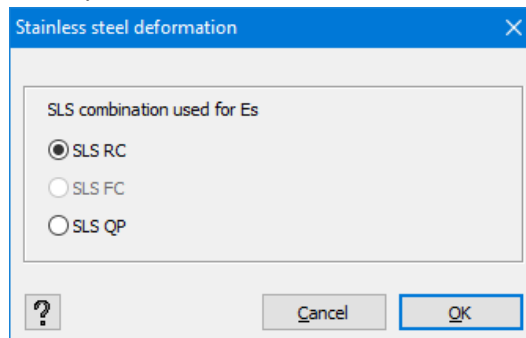 Stainless steel deformation
SLS combination used for Es
SLS RC
SLS FC
SLS QP
?
Cancel
OK